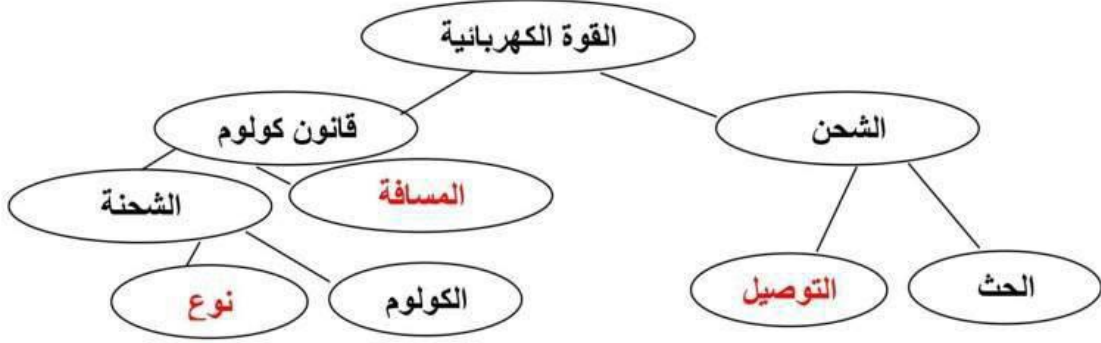 القوة الكهربائية
الشحن
قانون كولوم
المسافة
الشحنة
الحث
التوصيل
الكولوم
نوع